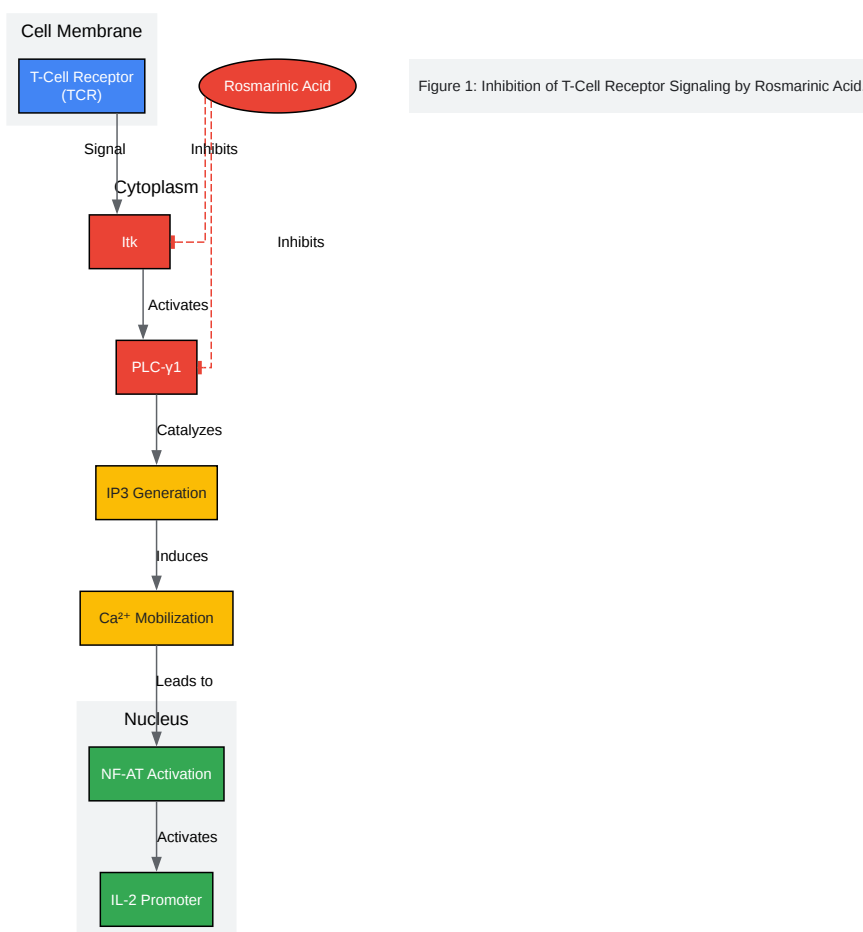 Cell Membrane
T-Cell Receptor
(TCR)
Rosmarinic Acid
Figure 1: Inhibition of T-Cell Receptor Signaling by Rosmarinic Acid
Signal
Inhibits
Cytoplasm
Itk
Inhibits
Activates
PLC-γ1
Catalyzes
IP3 Generation
Induces
Ca²⁺ Mobilization
Leads to
Nucleus
NF-AT Activation
Activates
IL-2 Promoter